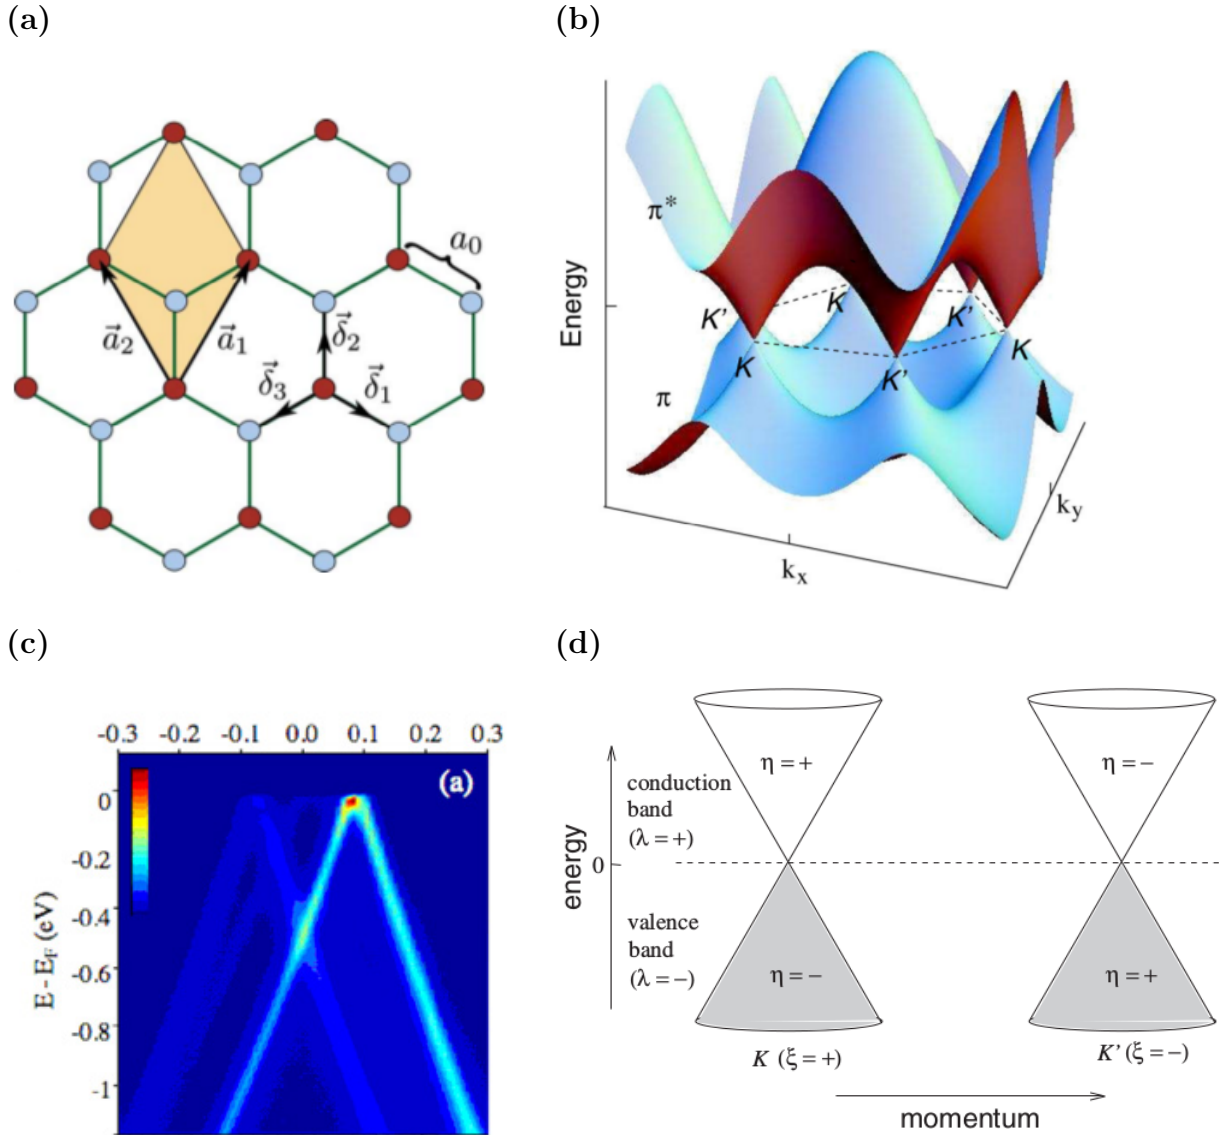 (a)
a₀
a⃗₂
a⃗₁
δ⃗₂
δ⃗₃
δ⃗₁
(b)
Energy
π*
π
K'
K
K'
K
K'
K
k_x
k_y
(c)
-0.3 -0.2 -0.1 0.0 0.1 0.2 0.3
(a)
0
-0.2
-0.4
-0.6
-0.8
-1
E - E_F (eV)
(d)
energy
0
conduction
band
(λ = +)
valence
band
(λ = −)
η = +
η = −
η = −
η = +
K (ξ = +)
K' (ξ = −)
momentum